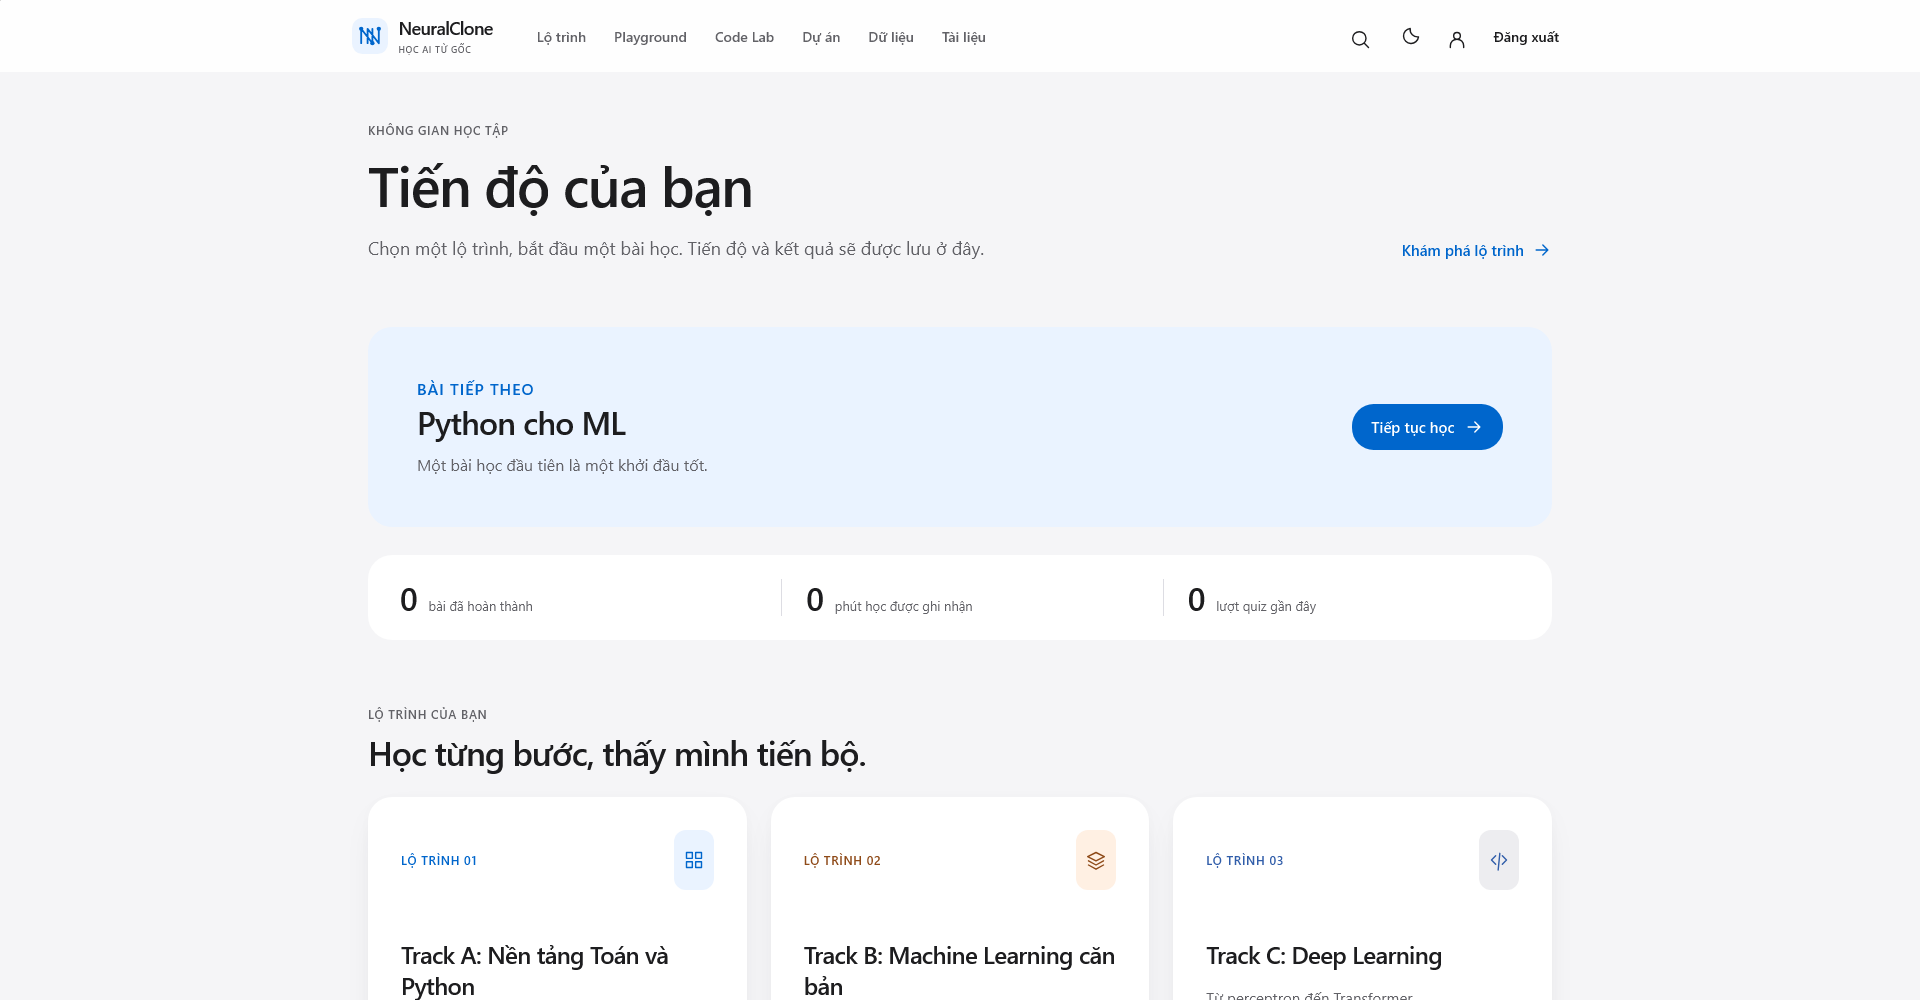 NeuralClone
HỌC AI TỪ GỐC
Lộ trình
Playground
Code Lab
Dự án
Dữ liệu
Tài liệu
Đăng xuất
KHÔNG GIAN HỌC TẬP
Tiến độ của bạn
Chọn một lộ trình, bắt đầu một bài học. Tiến độ và kết quả sẽ được lưu ở đây.
Khám phá lộ trình
BÀI TIẾP THEO
Python cho ML
Một bài học đầu tiên là một khởi đầu tốt.
Tiếp tục học
0 bài đã hoàn thành
0 phút học được ghi nhận
0 lượt quiz gần đây
LỘ TRÌNH CỦA BẠN
Học từng bước, thấy mình tiến bộ.
LỘ TRÌNH 01
Track A: Nền tảng Toán và
Python
LỘ TRÌNH 02
Track B: Machine Learning căn
bản
LỘ TRÌNH 03
Track C: Deep Learning
Từ perceptron đến Transformer